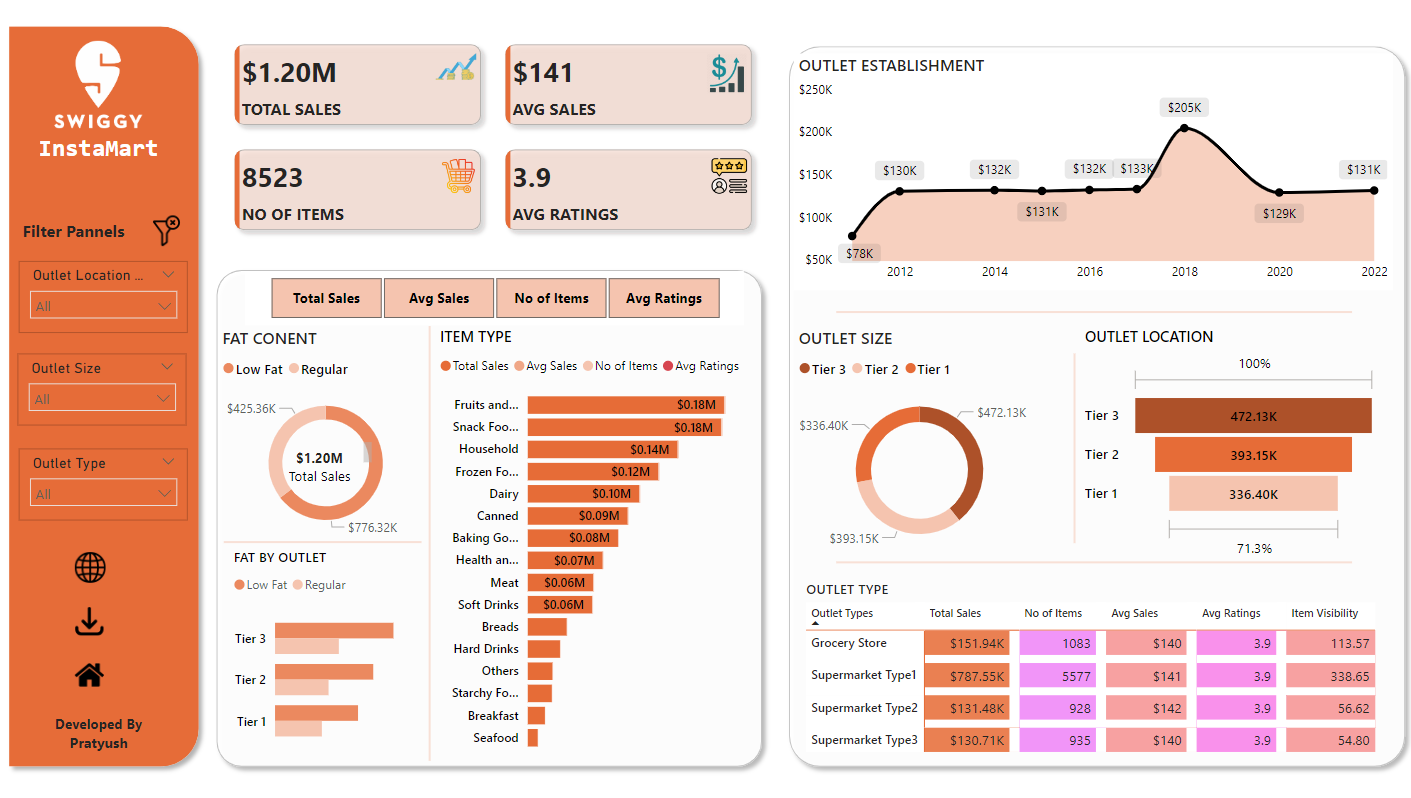 SWIGGY
InstaMart
Filter Pannels
Outlet Location ...
All
Outlet Size
All
Outlet Type
All
Developed By
Pratyush
$1.20M
TOTAL SALES
$141
AVG SALES
8523
NO OF ITEMS
3.9
AVG RATINGS
Total Sales
Avg Sales
No of Items
Avg Ratings
FAT CONENT
Low Fat Regular
$425.36K
$1.20M
Total Sales
$776.32K
FAT BY OUTLET
Low Fat Regular
Tier 3
Tier 2
Tier 1
ITEM TYPE
Total Sales Avg Sales No of Items Avg Ratings
Fruits and... $0.18M
Snack Foo... $0.18M
Household $0.14M
Frozen Fo... $0.12M
Dairy $0.10M
Canned $0.09M
Baking Go... $0.08M
Health an... $0.07M
Meat $0.06M
Soft Drinks $0.06M
Breads
Hard Drinks
Others
Starchy Fo...
Breakfast
Seafood
OUTLET ESTABLISHMENT
$250K
$200K
$150K
$100K
$50K
$78K
$130K
$132K
$131K
$132K
$133K
$205K
$129K
$131K
2012 2014 2016 2018 2020 2022
OUTLET SIZE
Tier 3 Tier 2 Tier 1
$336.40K
$472.13K
$393.15K
OUTLET LOCATION
100%
Tier 3 472.13K
Tier 2 393.15K
Tier 1 336.40K
71.3%
OUTLET TYPE
Outlet Types Total Sales No of Items Avg Sales Avg Ratings Item Visibility
Grocery Store $151.94K 1083 $140 3.9 113.57
Supermarket Type1 $787.55K 5577 $141 3.9 338.65
Supermarket Type2 $131.48K 928 $142 3.9 56.62
Supermarket Type3 $130.71K 935 $140 3.9 54.80